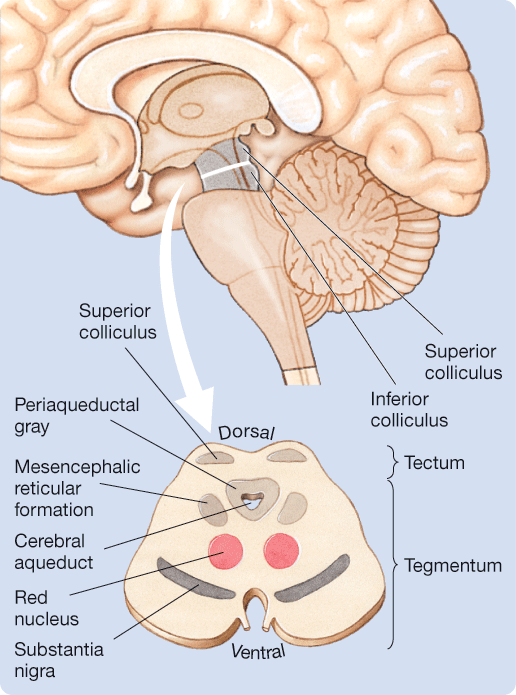 Superior
colliculus
Superior
colliculus
Inferior
colliculus
Periaqueductal
gray
Dorsal
Tectum
Mesencephalic
reticular
formation
Cerebral
aqueduct
Tegmentum
Red
nucleus
Substantia
nigra
Ventral